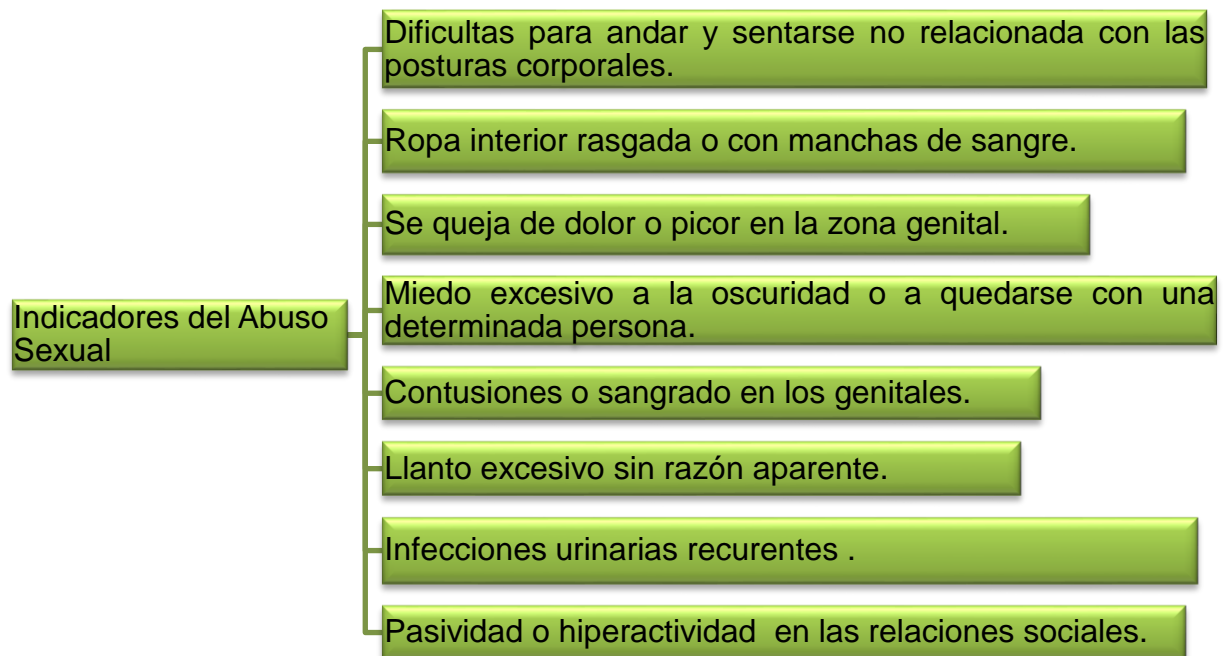 Dificultas para andar y sentarse no relacionada con las
posturas corporales.
Ropa interior rasgada o con manchas de sangre.
Se queja de dolor o picor en la zona genital.
Miedo excesivo a la oscuridad o a quedarse con una
determinada persona.
Indicadores del Abuso
Sexual
Contusiones o sangrado en los genitales.
Llanto excesivo sin razón aparente.
Infecciones urinarias recurentes .
Pasividad o hiperactividad en las relaciones sociales.